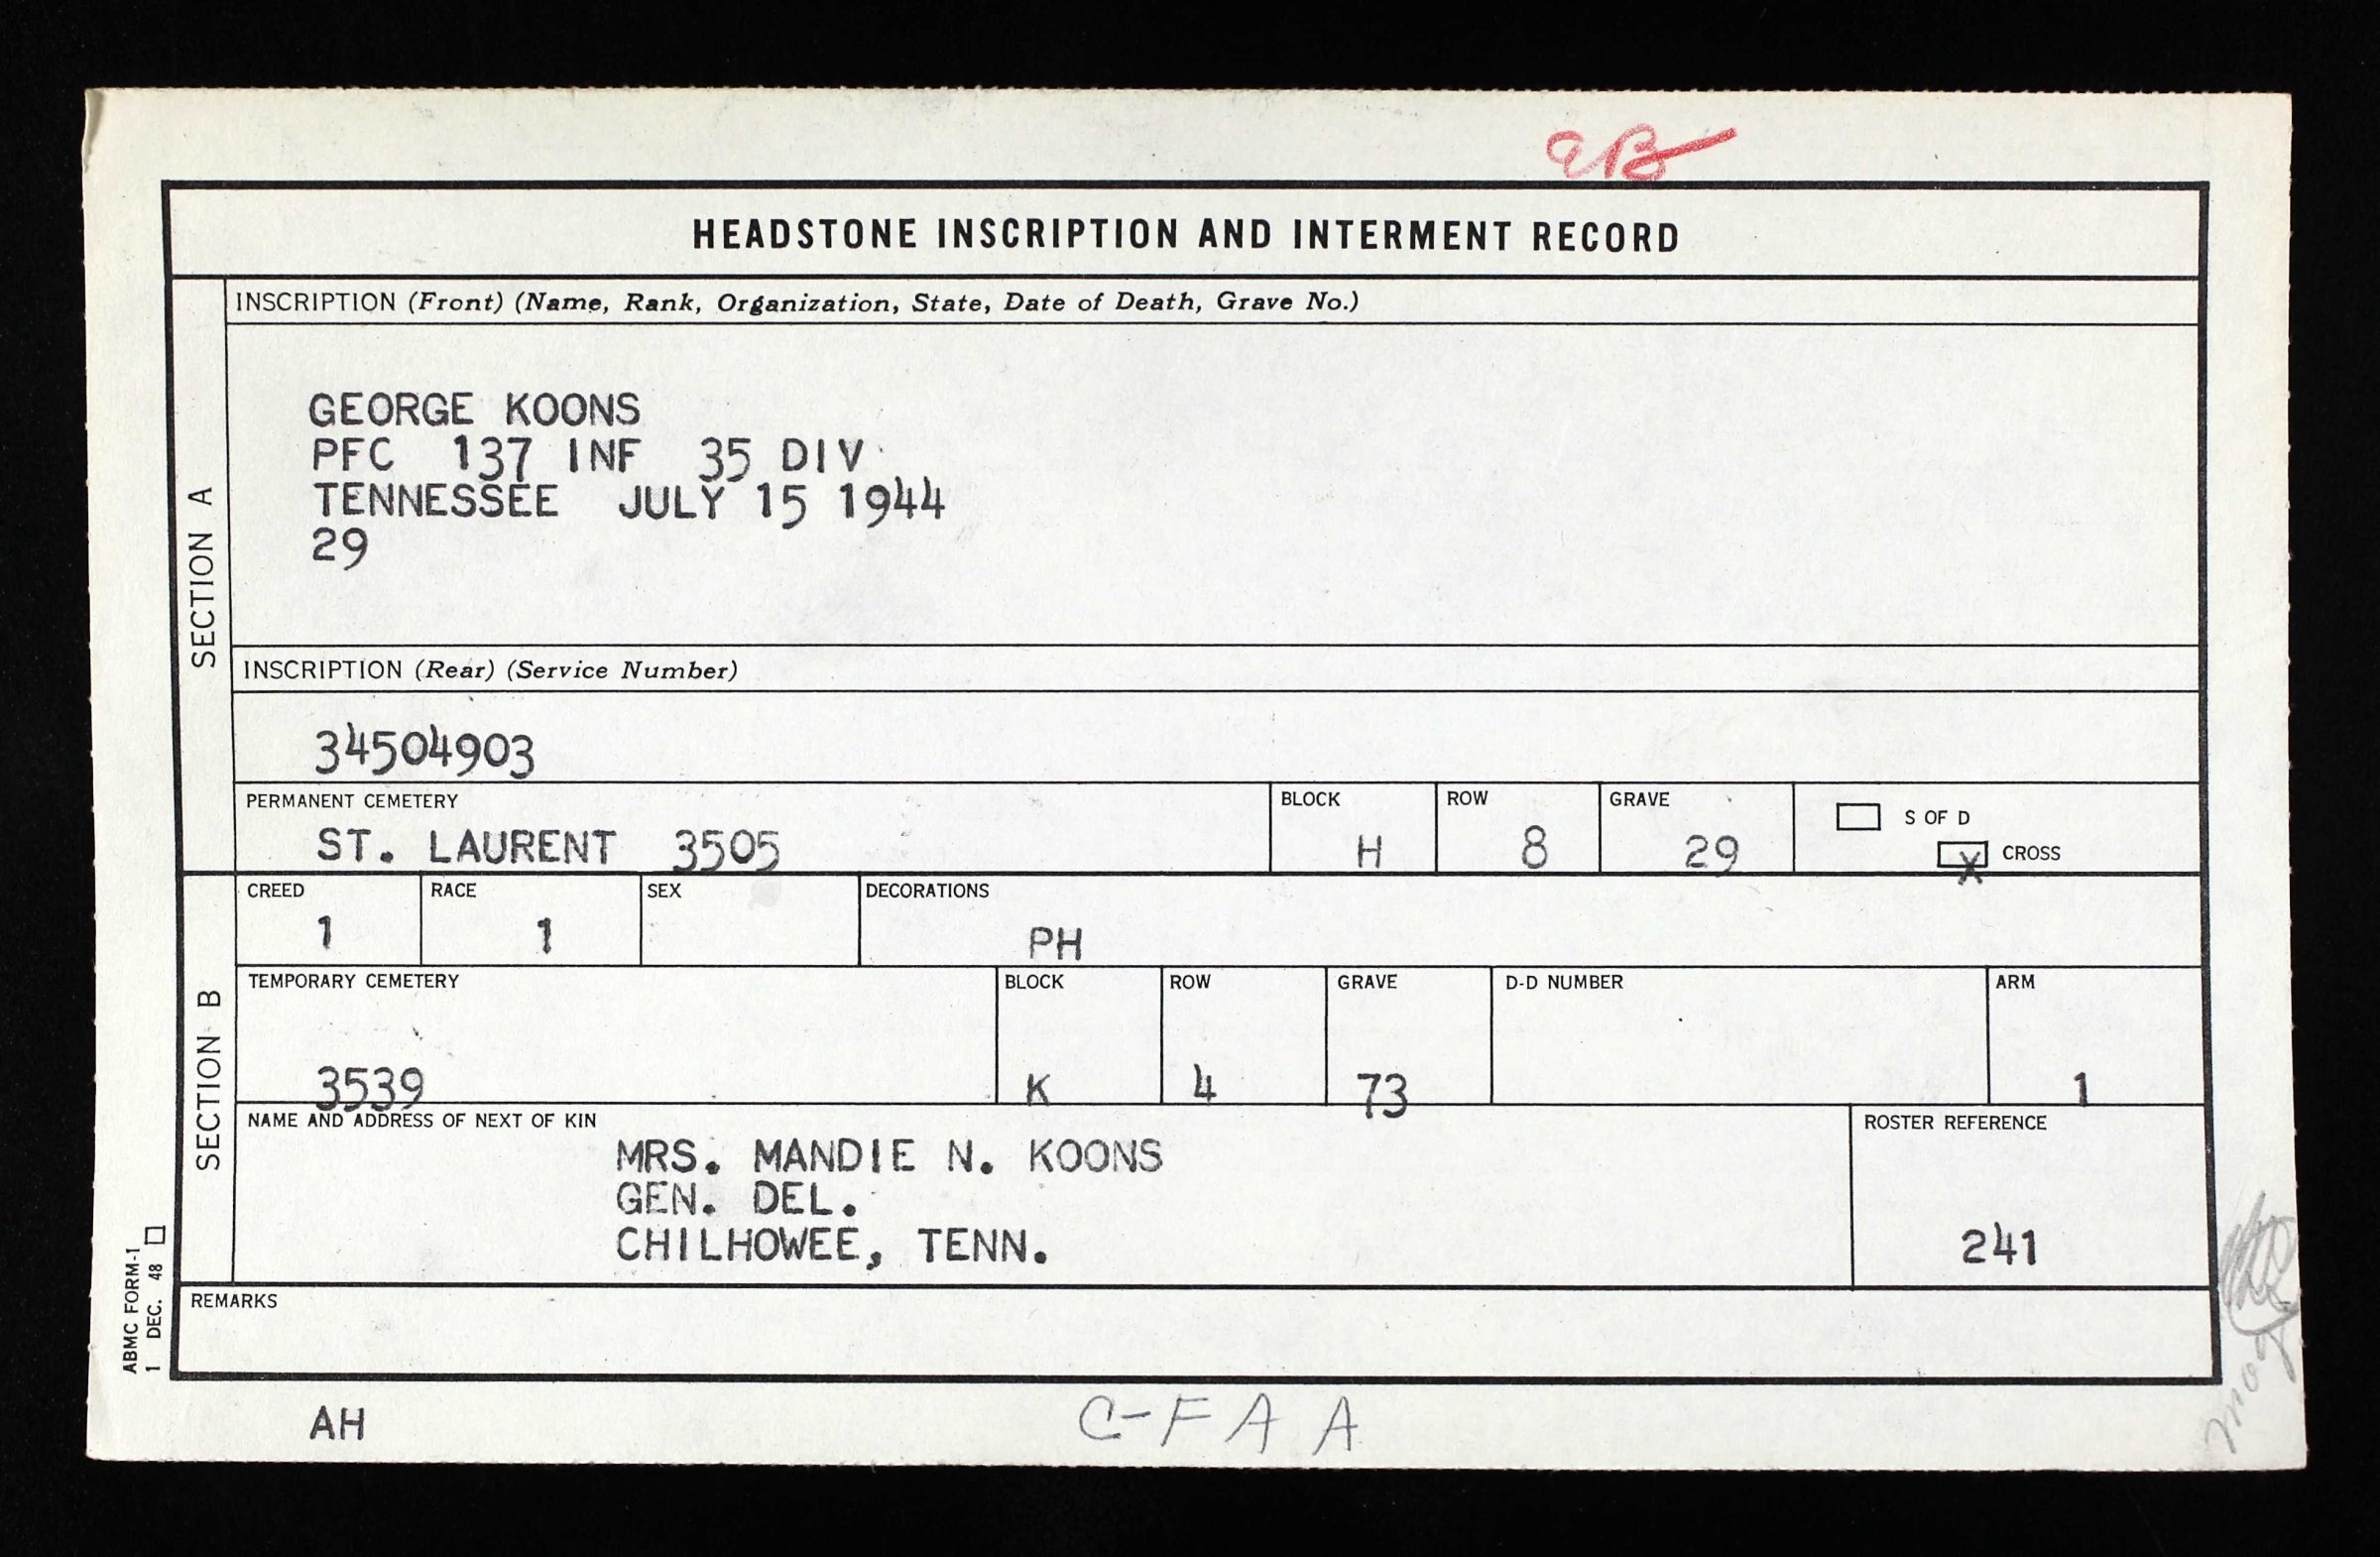 EB
HEADSTONE INSCRIPTION AND INTERMENT RECORD
SECTION A
INSCRIPTION (Front) (Name, Rank, Organization, State, Date of Death, Grave No.)
GEORGE KOONS
PFC 137 INF 35 DIV
TENNESSEE JULY 15 1944
29
INSCRIPTION (Rear) (Service Number)
34504903
PERMANENT CEMETERY BLOCK ROW GRAVE S OF D
ST. LAURENT 3505 H 8 29 X CROSS
SECTION B
CREED RACE SEX DECORATIONS
1 1 PH
TEMPORARY CEMETERY BLOCK ROW GRAVE D-D NUMBER ARM
3539 K 4 73 1
NAME AND ADDRESS OF NEXT OF KIN ROSTER REFERENCE
MRS. MANDIE N. KOONS
GEN. DEL.
CHILHOWEE, TENN. 241
REMARKS
ABMC FORM-1
1 DEC. 48
AH C-FAA